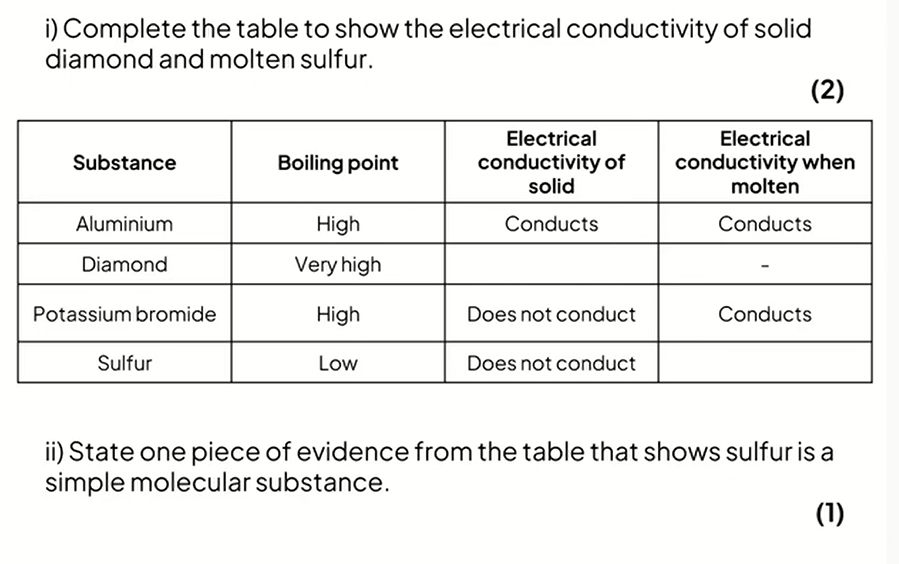 i) Complete the table to show the electrical conductivity of solid
diamond and molten sulfur.
(2)
Substance
Boiling point
Electrical
conductivity of
solid
Electrical
conductivity when
molten
Aluminium
High
Conducts
Conducts
Diamond
Very high
-
Potassium bromide
High
Does not conduct
Conducts
Sulfur
Low
Does not conduct
ii) State one piece of evidence from the table that shows sulfur is a
simple molecular substance.
(1)